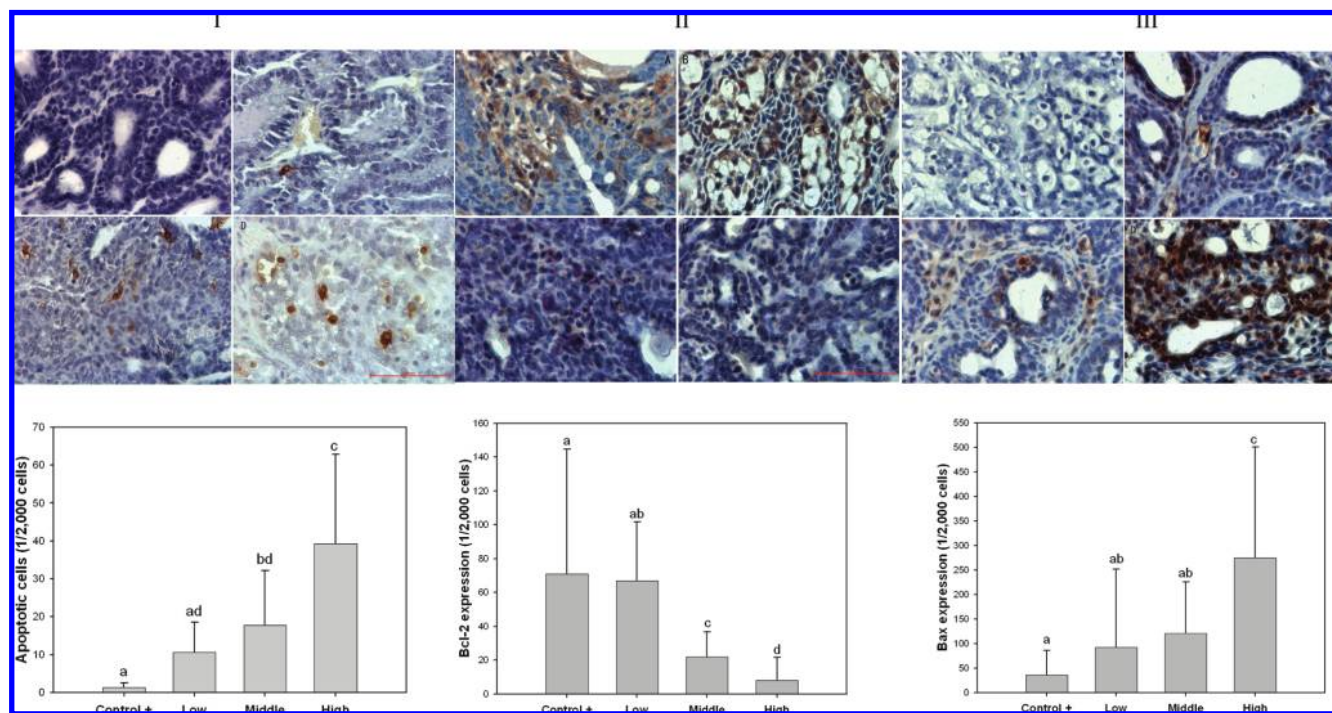 I II III
A B
D
Apoptotic cells (1/2,000 cells)
70
60
50
40
30
20
10
0
a
ad
bd
c
Control + Low Middle High
Bcl-2 expression (1/2,000 cells)
160
140
120
100
80
60
40
20
0
a
ab
c
d
Control + Low Middle High
Bax expression (1/2,000 cells)
550
500
450
400
350
300
250
200
150
100
50
0
a
ab
ab
c
Control + Low Middle High